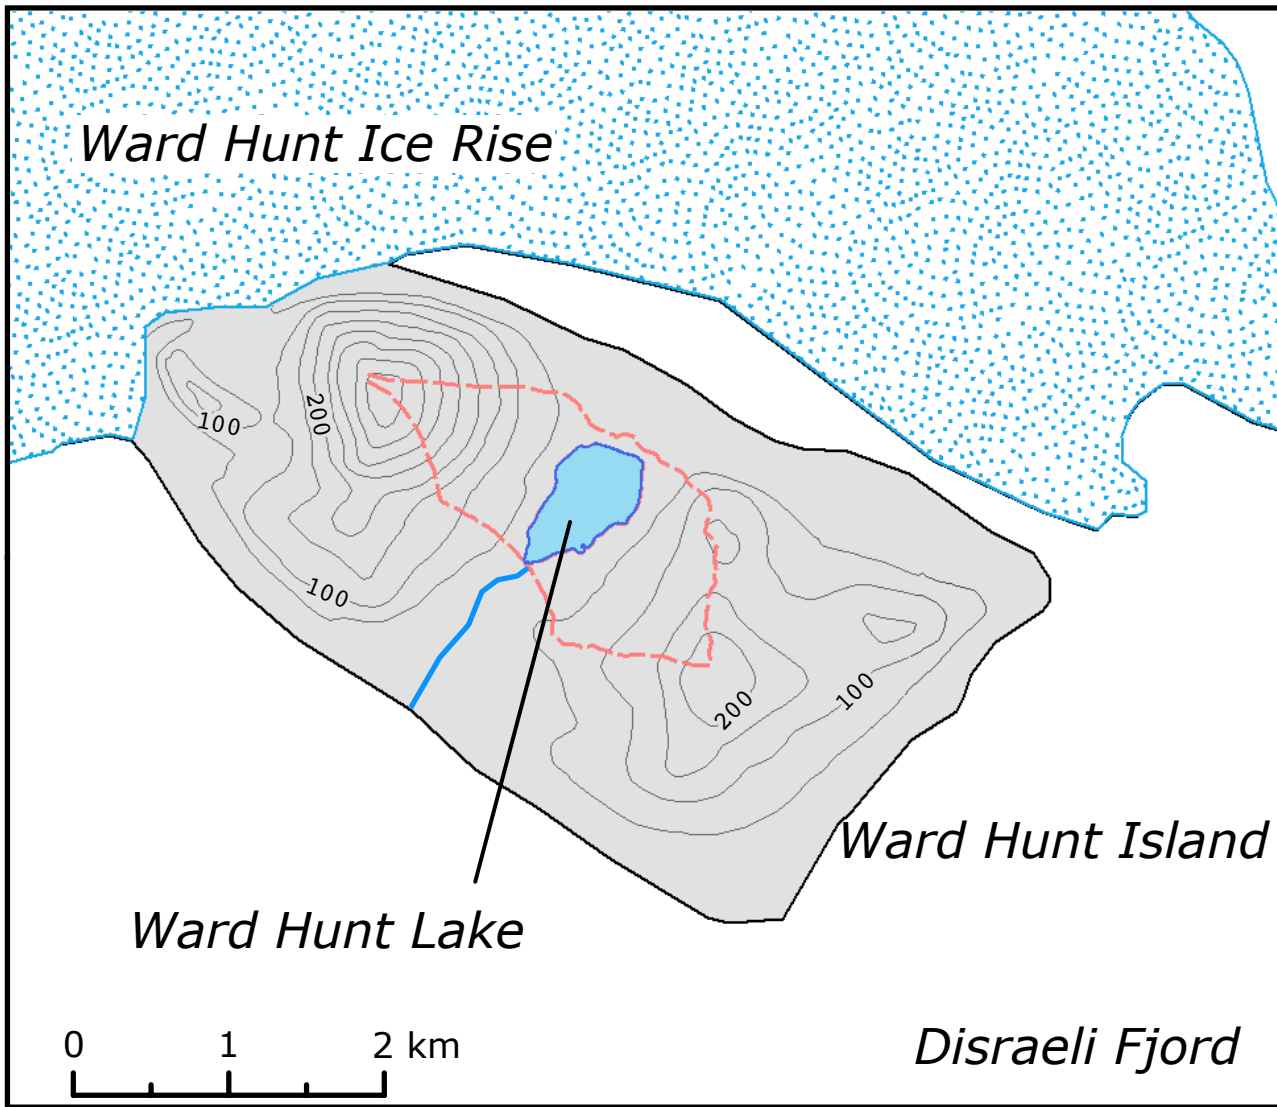 Ward Hunt Ice Rise
200
100
100
100
200
Ward Hunt Island
Ward Hunt Lake
0 1 2 km
Disraeli Fjord